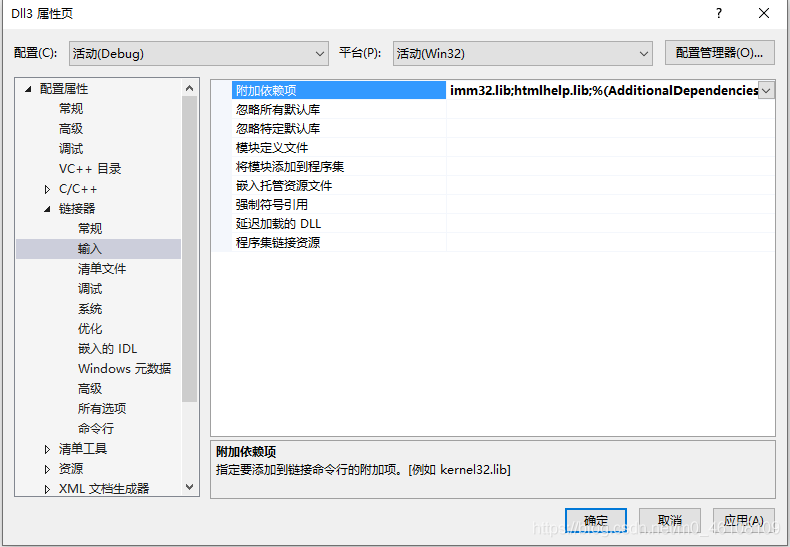 Dll3 属性页
配置(C): 活动(Debug) 平台(P): 活动(Win32) 配置管理器(O)...
配置属性
常规
高级
调试
VC++ 目录
C/C++
链接器
常规
输入
清单文件
调试
系统
优化
嵌入的 IDL
Windows 元数据
高级
所有选项
命令行
清单工具
资源
XML 文档生成器
附加依赖项 imm32.lib;htmlhelp.lib;%(AdditionalDependencies
忽略所有默认库
忽略特定默认库
模块定义文件
将模块添加到程序集
嵌入托管资源文件
强制符号引用
延迟加载的 DLL
程序集链接资源
附加依赖项
指定要添加到链接命令行的附加项。[例如 kernel32.lib]
确定 取消 应用(A)